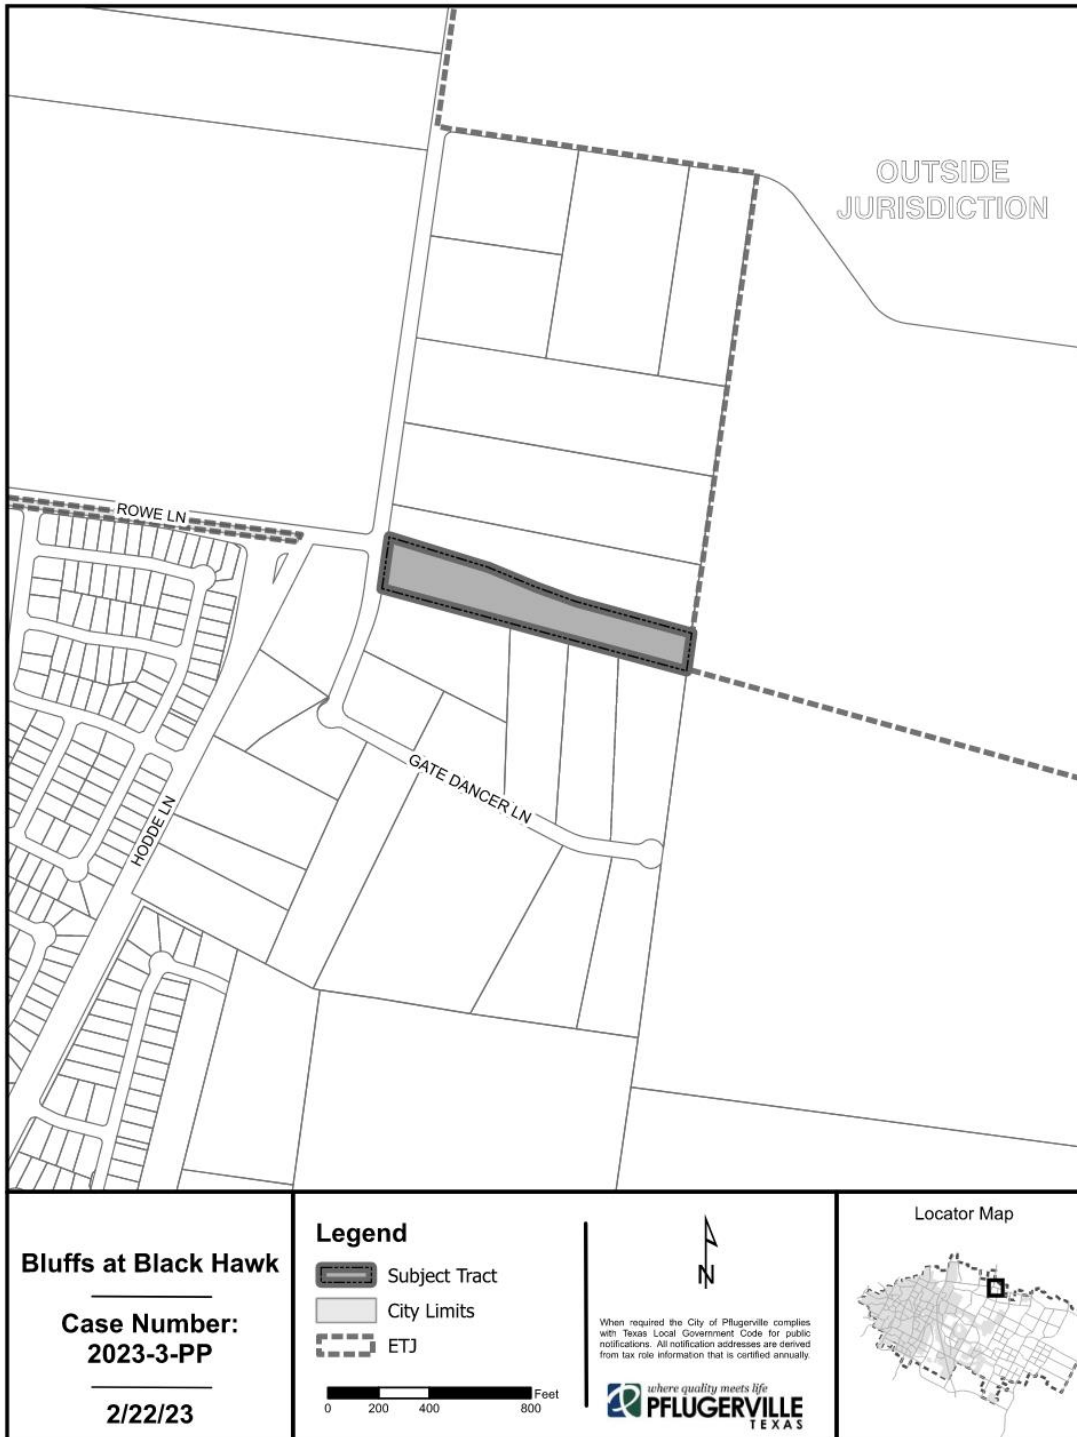 OUTSIDE
JURISDICTION
ROWE LN
GATE DANCER LN
HODDE LN
Bluffs at Black Hawk
Case Number:
2023-3-PP
2/22/23
Legend
Subject Tract
City Limits
ETJ
0 200 400 800 Feet
N
When required the City of Pflugerville complies
with Texas Local Government Code for public
notifications. All notification addresses are derived
from tax role information that is certified annually.
where quality meets life
PFLUGERVILLE
TEXAS
Locator Map